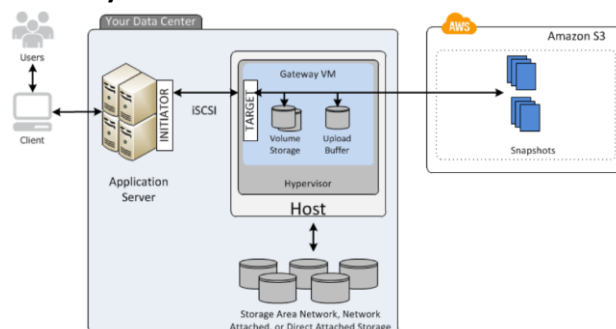 Your Data Center
AWS
Amazon S3
Users
Client
INITIATOR
iSCSI
TARGET
Gateway VM
Volume
Storage
Upload
Buffer
Hypervisor
Host
Application
Server
Snapshots
Storage Area Network, Network
Attached, or Direct Attached Storage